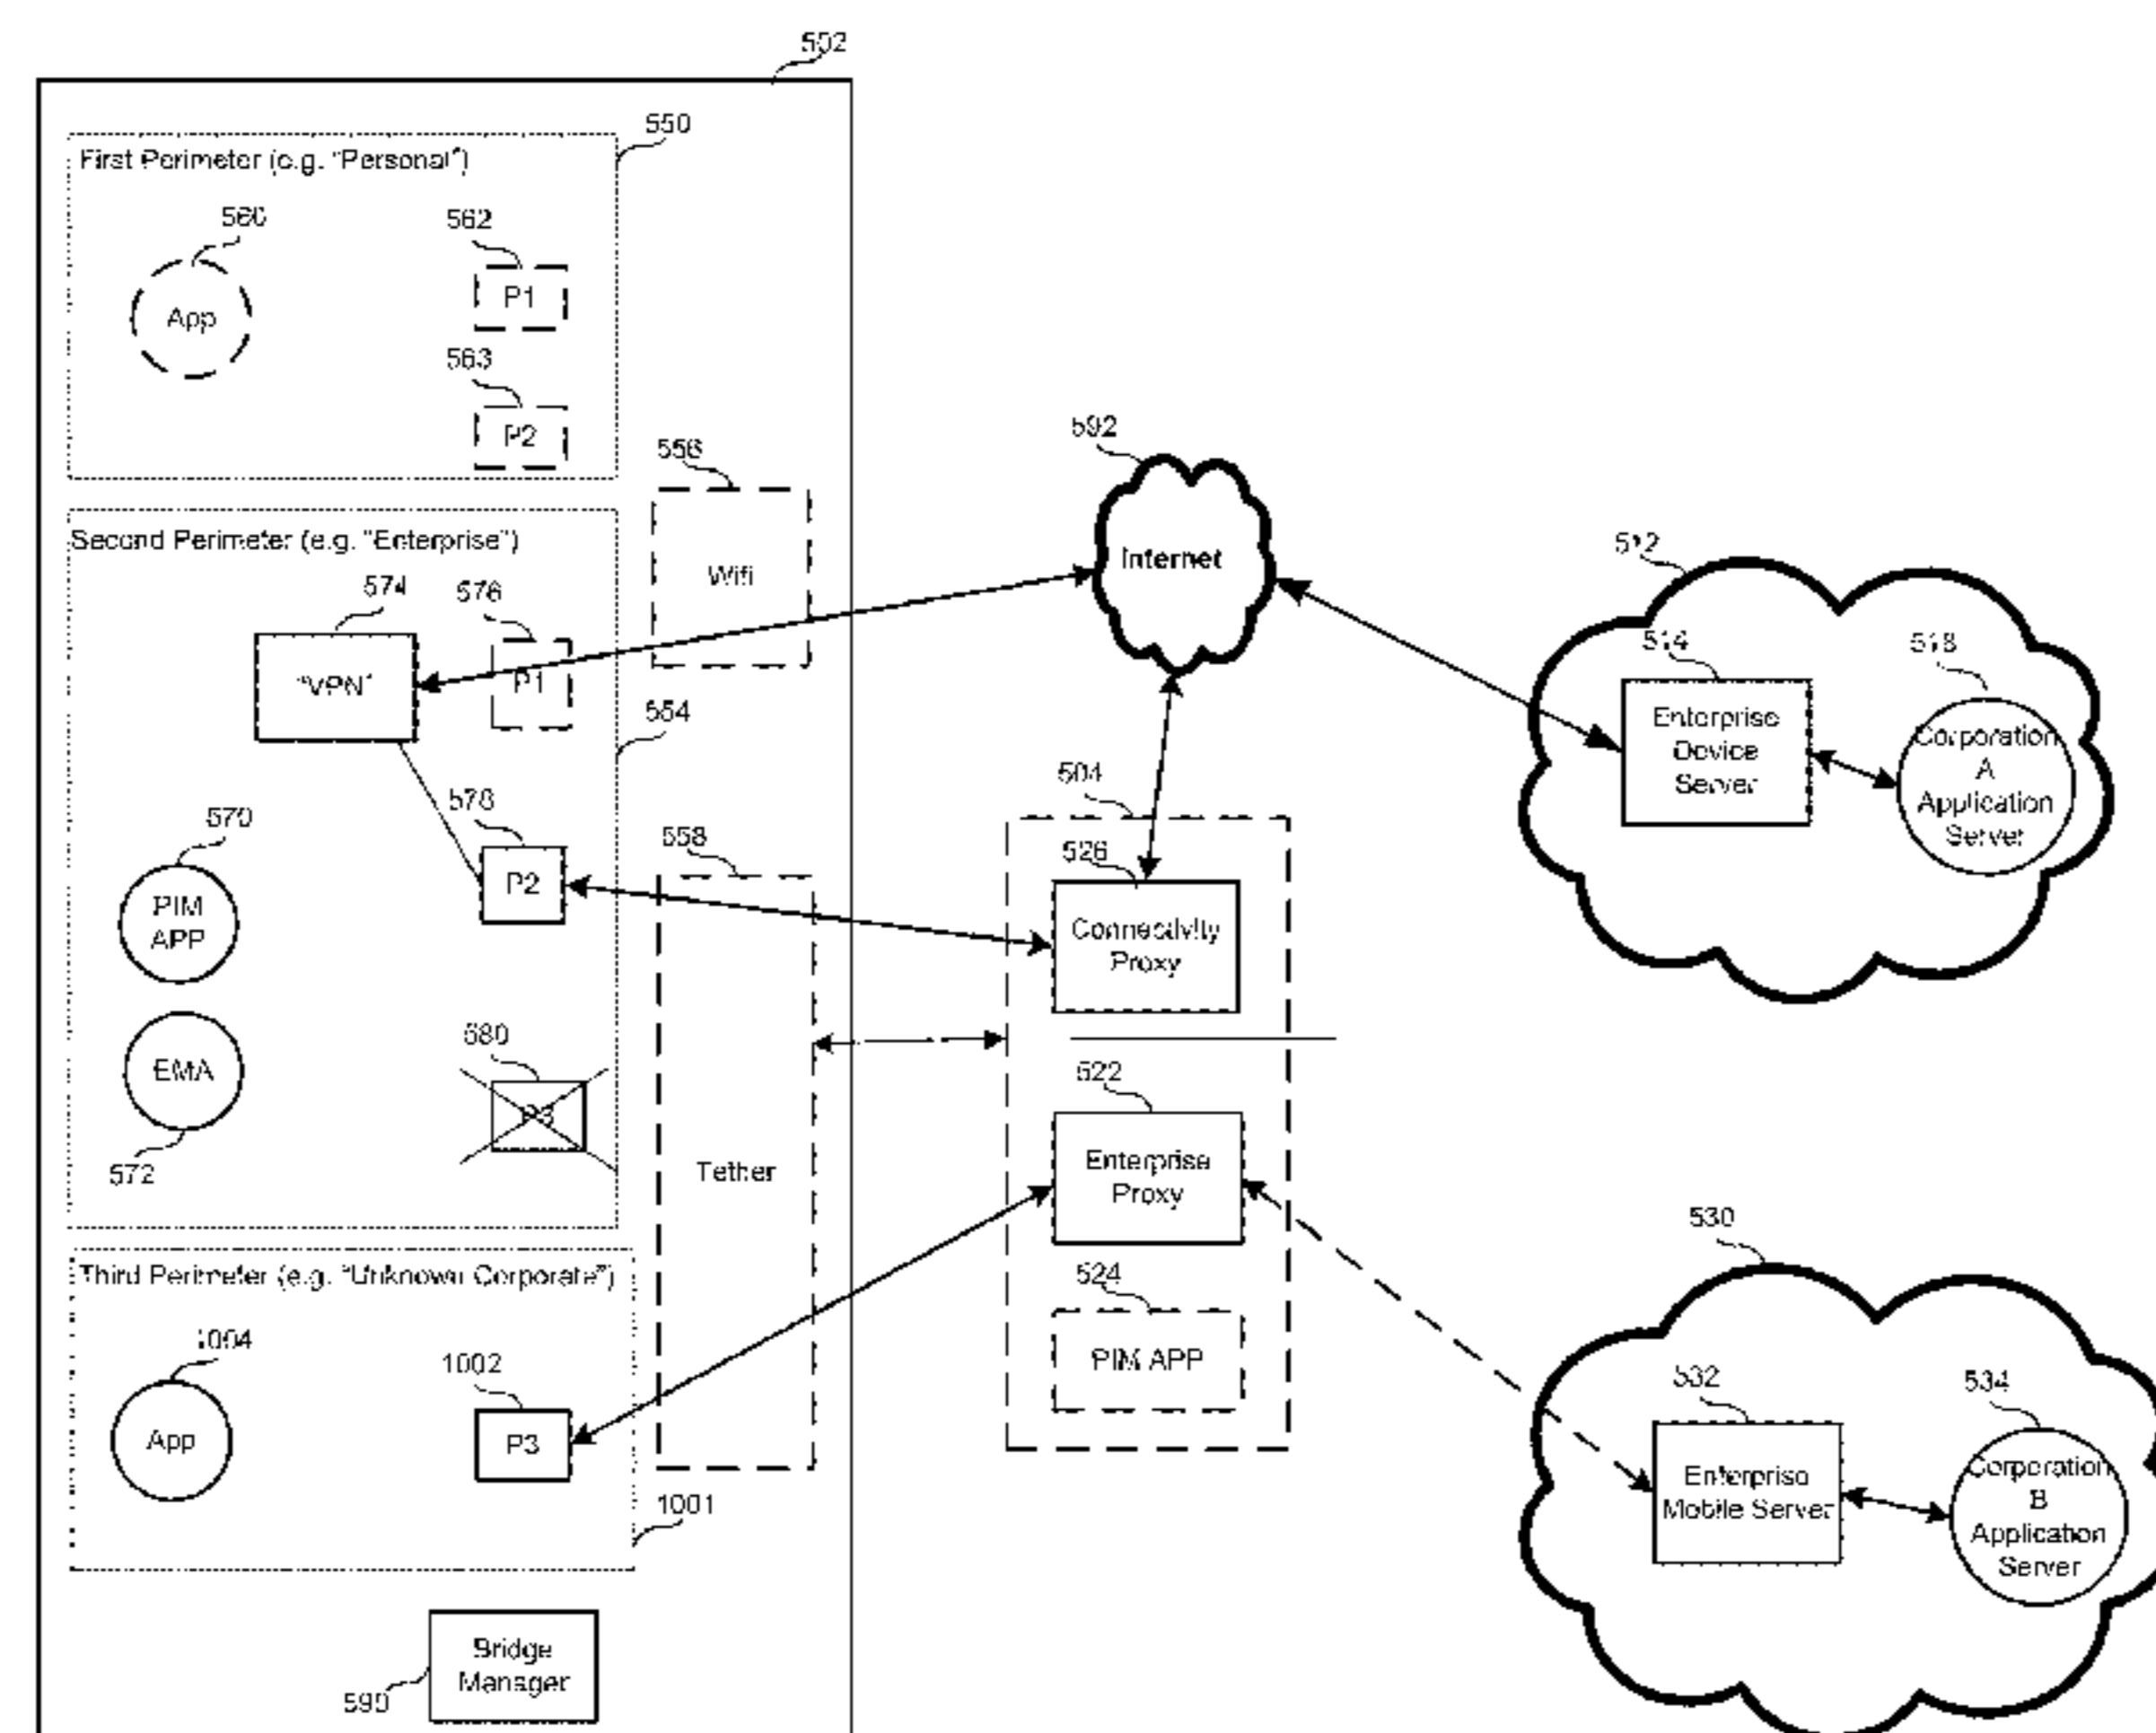 502
550
First Perimeter (e.g. "Personal")
560
App
562
P1
563
P2
556
Wifi
592
Internet
Second Perimeter (e.g. "Enterprise")
574
"VPN"
576
P1
554
578
P2
570
PIM
APP
EMA
572
580
P3
558
Tether
504
526
Connectivity
Proxy
522
Enterprise
Proxy
524
PIM APP
512
514
Enterprise
Device
Server
518
Corporation
A
Application
Server
530
532
Enterprise
Mobile Server
534
Corporation
B
Application
Server
Third Perimeter (e.g. "Unknown Corporate")
1004
App
1002
P3
1001
Bridge
Manager
590